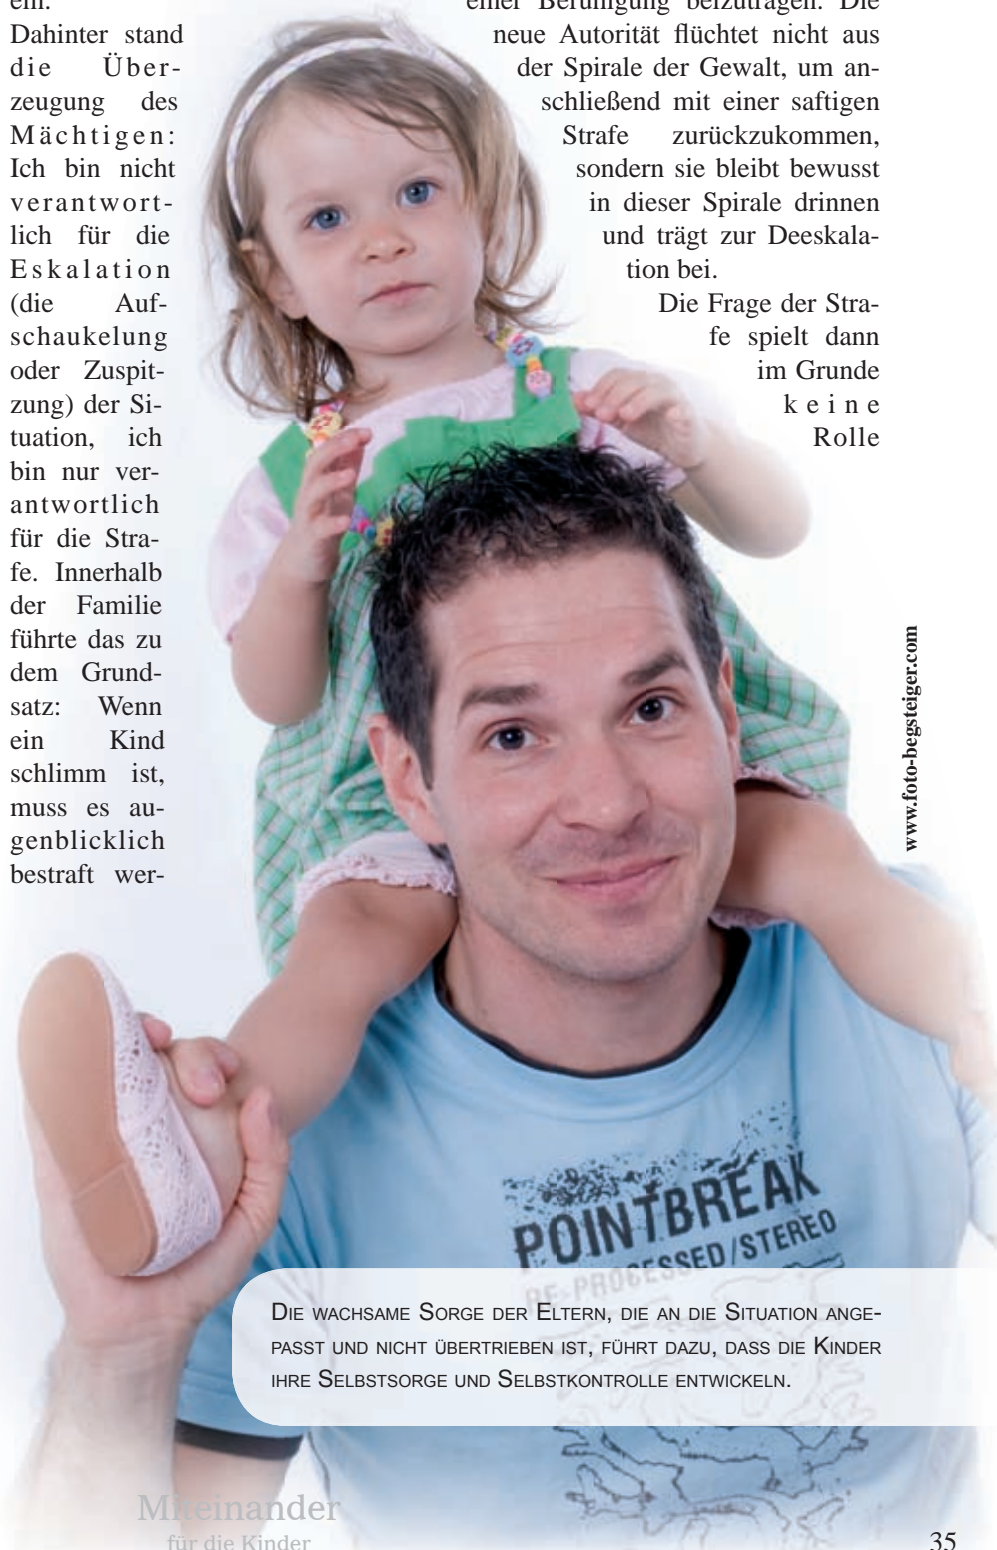 ein.
Dahinter stand
die Über-
zeugung des
Mächtigen:
Ich bin nicht
verantwort-
lich für die
Eskalation
(die Auf-
schaukelung
oder Zuspit-
zung) der Si-
tuation, ich
bin nur ver-
antwortlich
für die Stra-
fe. Innerhalb
der Familie
führte das zu
dem Grund-
satz: Wenn
ein Kind
schlimm ist,
muss es au-
genblicklich
bestraft wer-
einer Beruhigung beizutragen. Die
neue Autorität flüchtet nicht aus
der Spirale der Gewalt, um an-
schließend mit einer saftigen
Strafe zurückzukommen,
sondern sie bleibt bewusst
in dieser Spirale drinnen
und trägt zur Deeskala-
tion bei.
Die Frage der Stra-
fe spielt dann
im Grunde
keine
Rolle
www.foto-begsteiger.com
POINTBREAK
RE-PROCESSED/STEREO
Die wachsame Sorge der Eltern, die an die Situation ange-
passt und nicht übertrieben ist, führt dazu, dass die Kinder
ihre Selbstsorge und Selbstkontrolle entwickeln.
Miteinander
für die Kinder
35